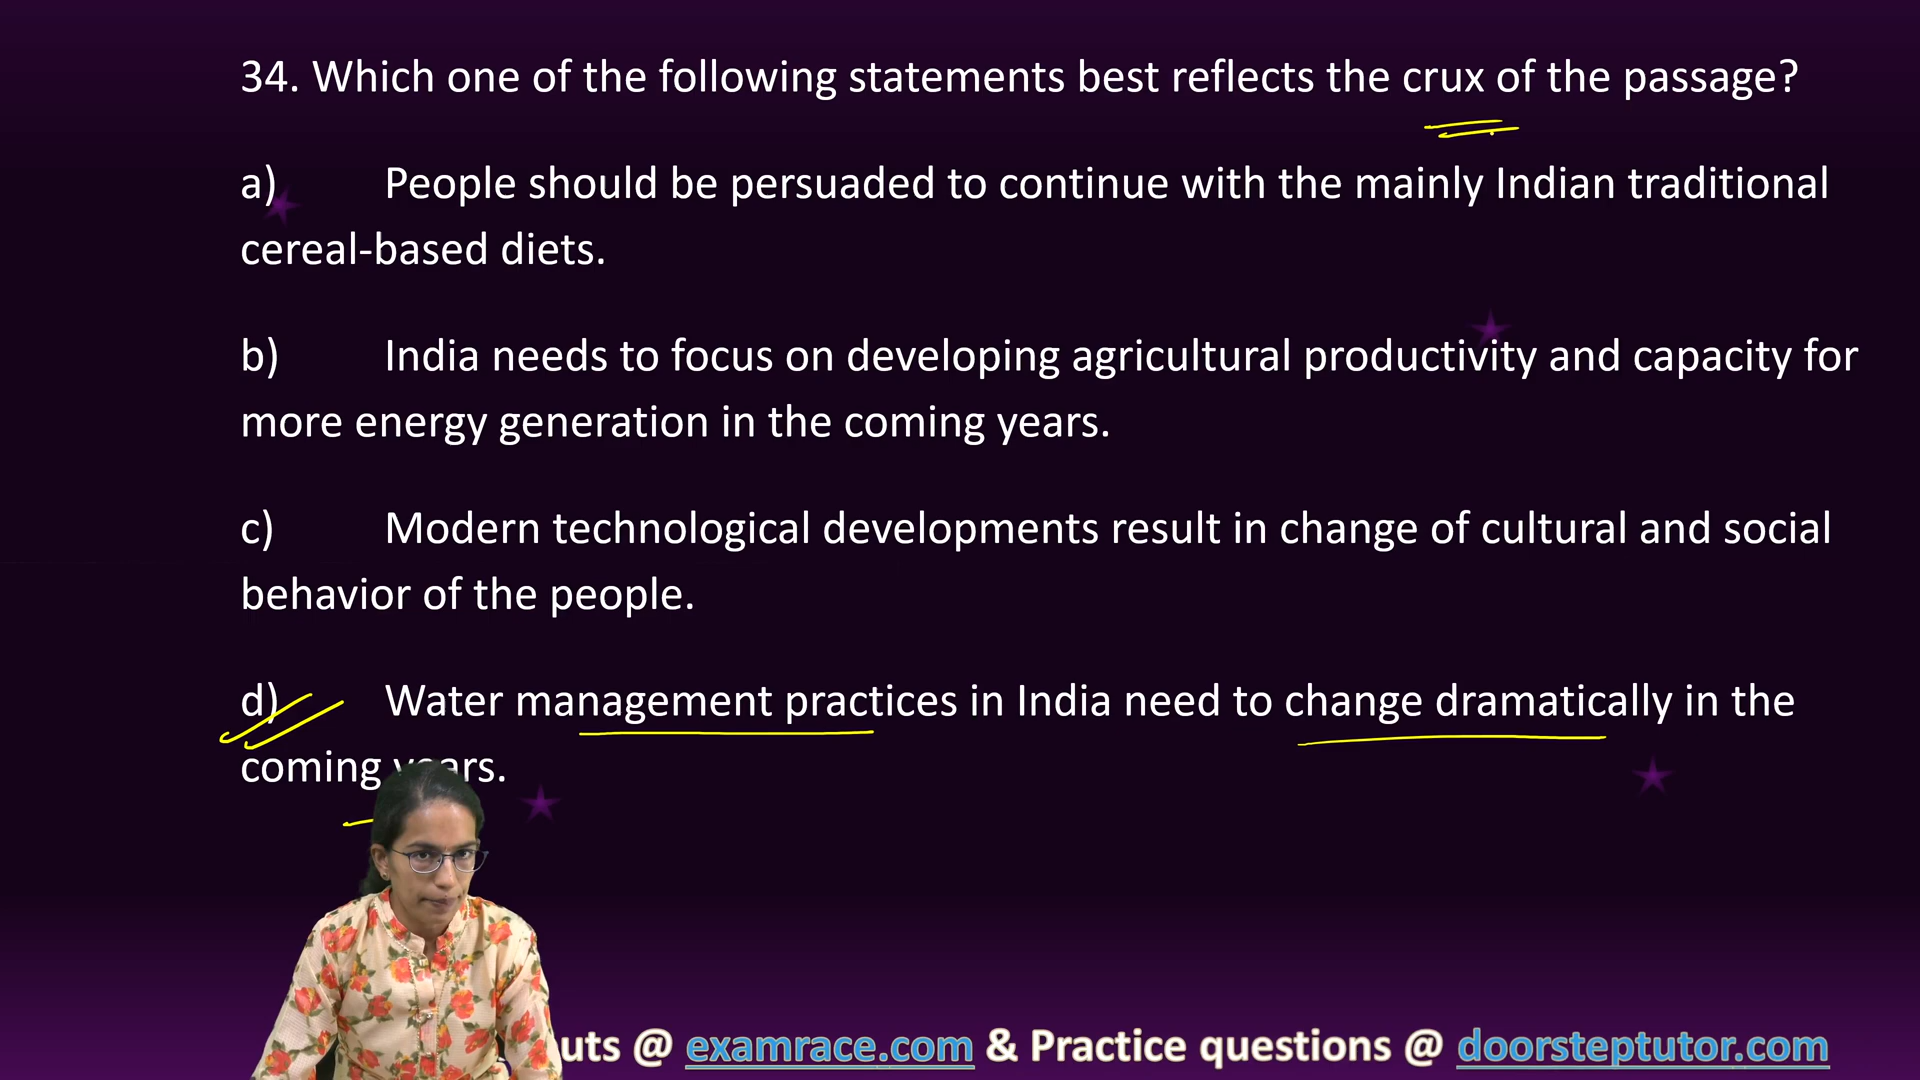 34. Which one of the following statements best reflects the crux of the passage?
a) People should be persuaded to continue with the mainly Indian traditional
cereal-based diets.
b) India needs to focus on developing agricultural productivity and capacity for
more energy generation in the coming years.
c) Modern technological developments result in change of cultural and social
behavior of the people.
d) Water management practices in India need to change dramatically in the
coming years.
@ examrace.com & Practice questions @ doorsteptutor.com